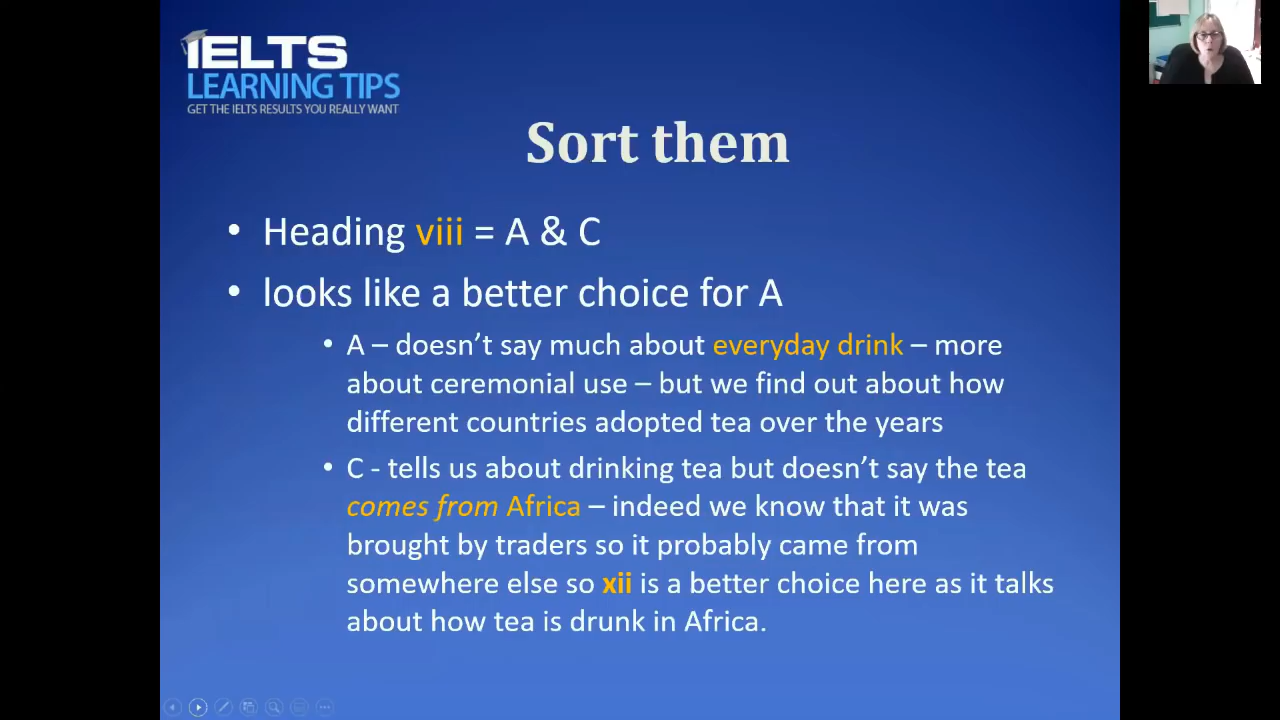 IELTS
LEARNING TIPS
GET THE IELTS RESULTS YOU REALLY WANT
Sort them
• Heading viii = A & C
• looks like a better choice for A
• A – doesn’t say much about everyday drink – more
about ceremonial use – but we find out about how
different countries adopted tea over the years
• C - tells us about drinking tea but doesn’t say the tea
comes from Africa – indeed we know that it was
brought by traders so it probably came from
somewhere else so xii is a better choice here as it talks
about how tea is drunk in Africa.